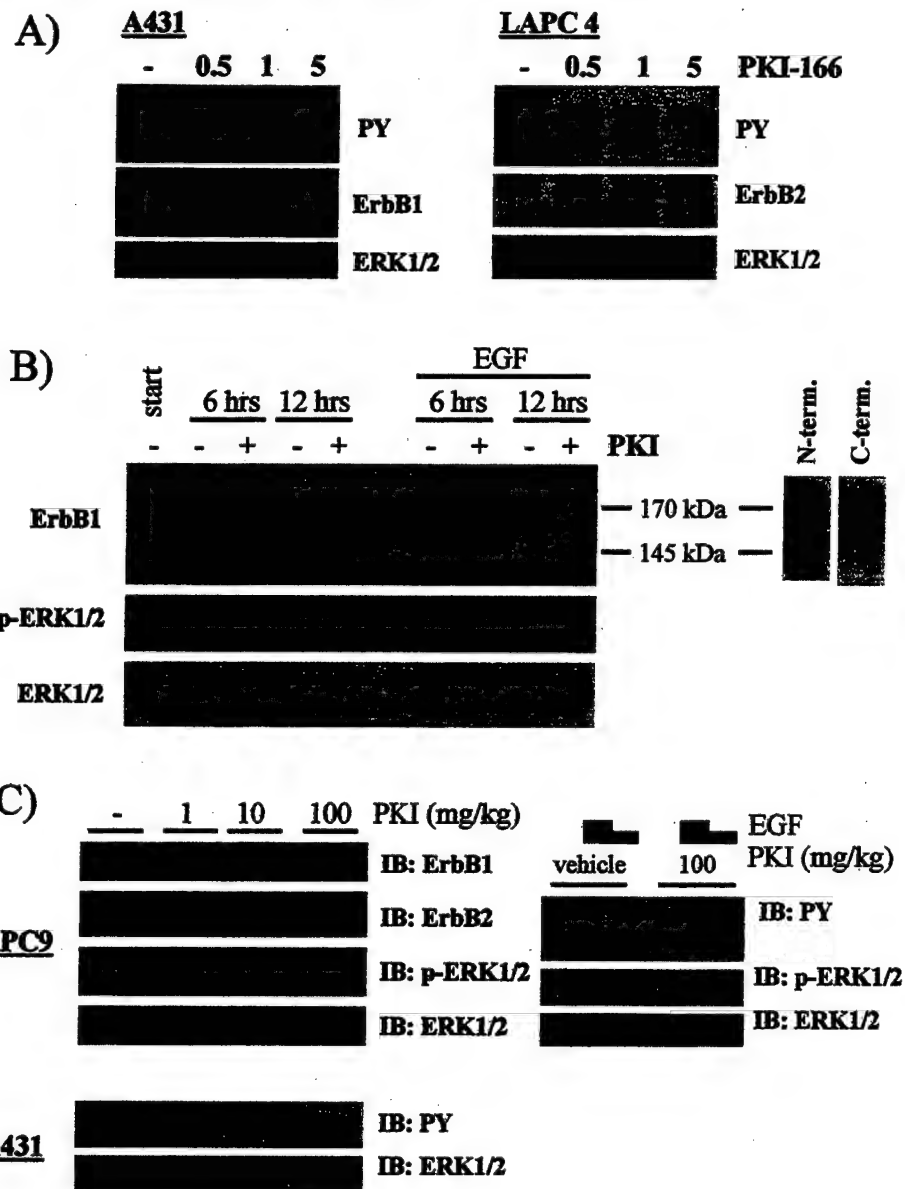 A)
A431
- 0.5 1 5
PY
ErbB1
ERK1/2
LAPC 4
- 0.5 1 5 PKI-166
PY
ErbB2
ERK1/2
B)
EGF
start 6 hrs 12 hrs 6 hrs 12 hrs
- - + - + - + - + PKI
ErbB1
170 kDa
145 kDa
N-term. C-term.
p-ERK1/2
ERK1/2
C)
- 1 10 100 PKI (mg/kg)
PC9
IB: ErbB1
IB: ErbB2
IB: p-ERK1/2
IB: ERK1/2
EGF
vehicle 100 PKI (mg/kg)
IB: PY
IB: p-ERK1/2
IB: ERK1/2
431
IB: PY
IB: ERK1/2